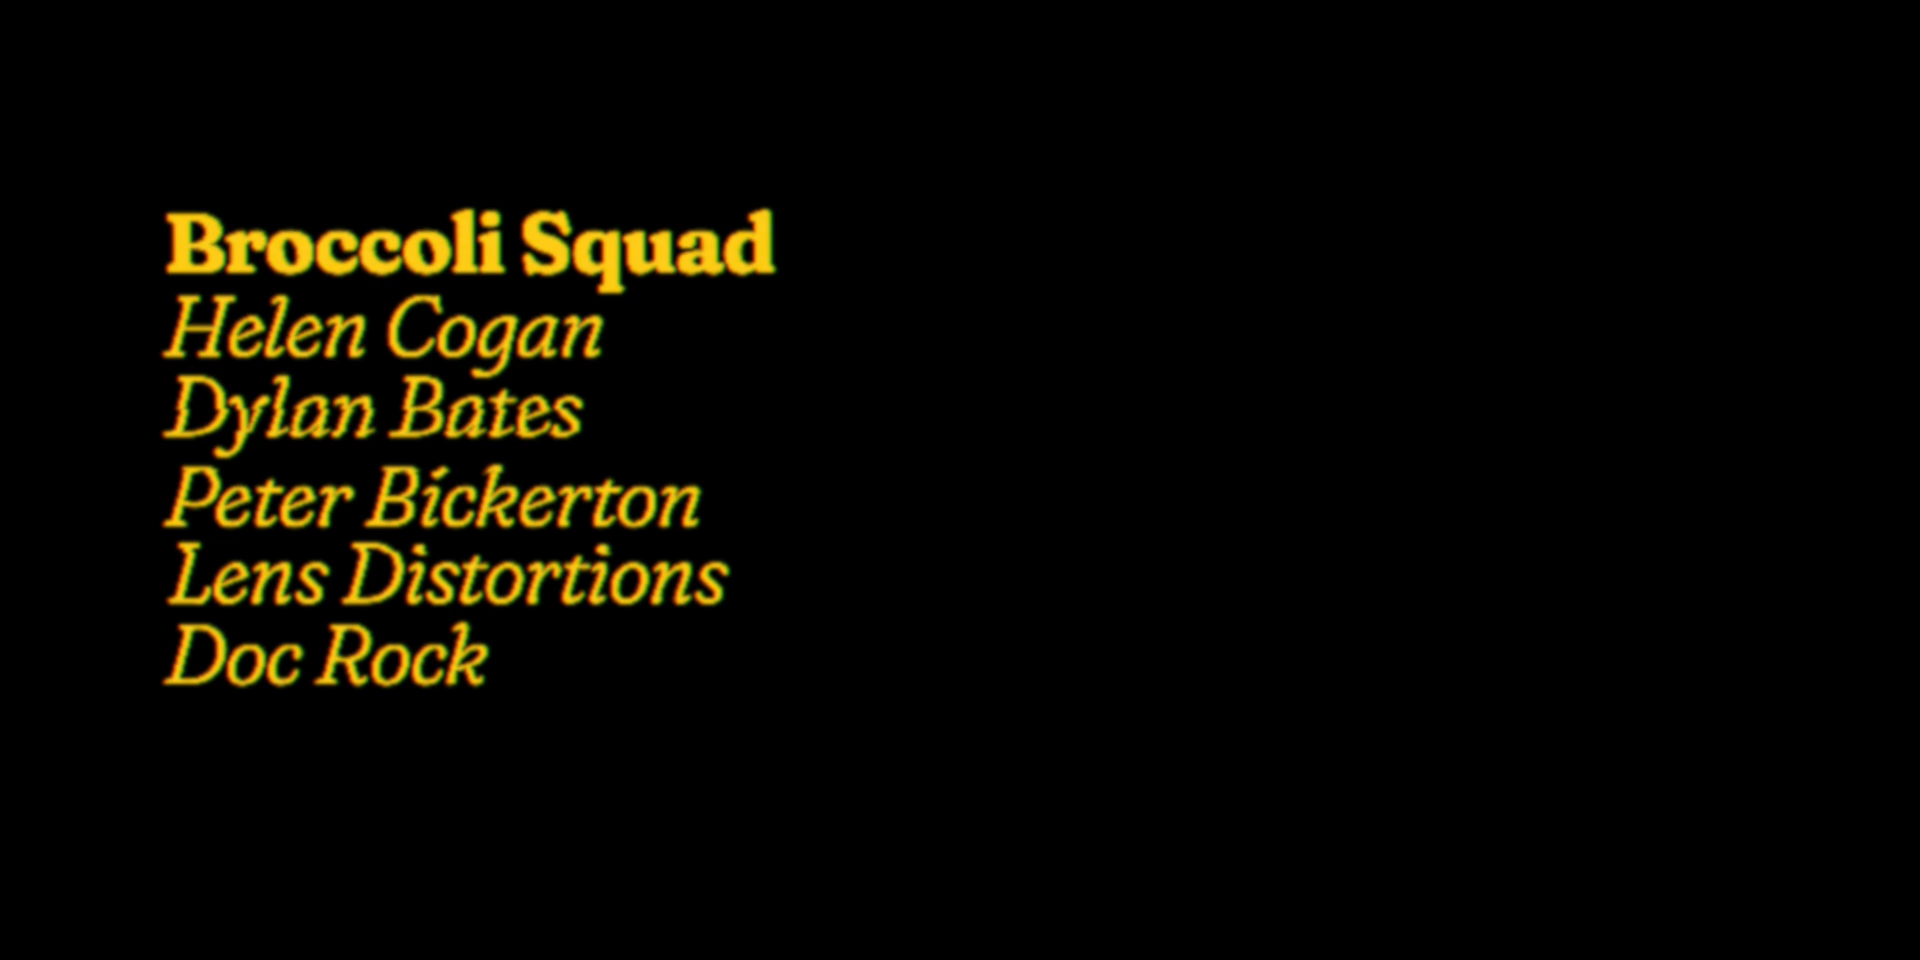 Broccoli Squad
Helen Cogan
Dylan Bates
Peter Bickerton
Lens Distortions
Doc Rock